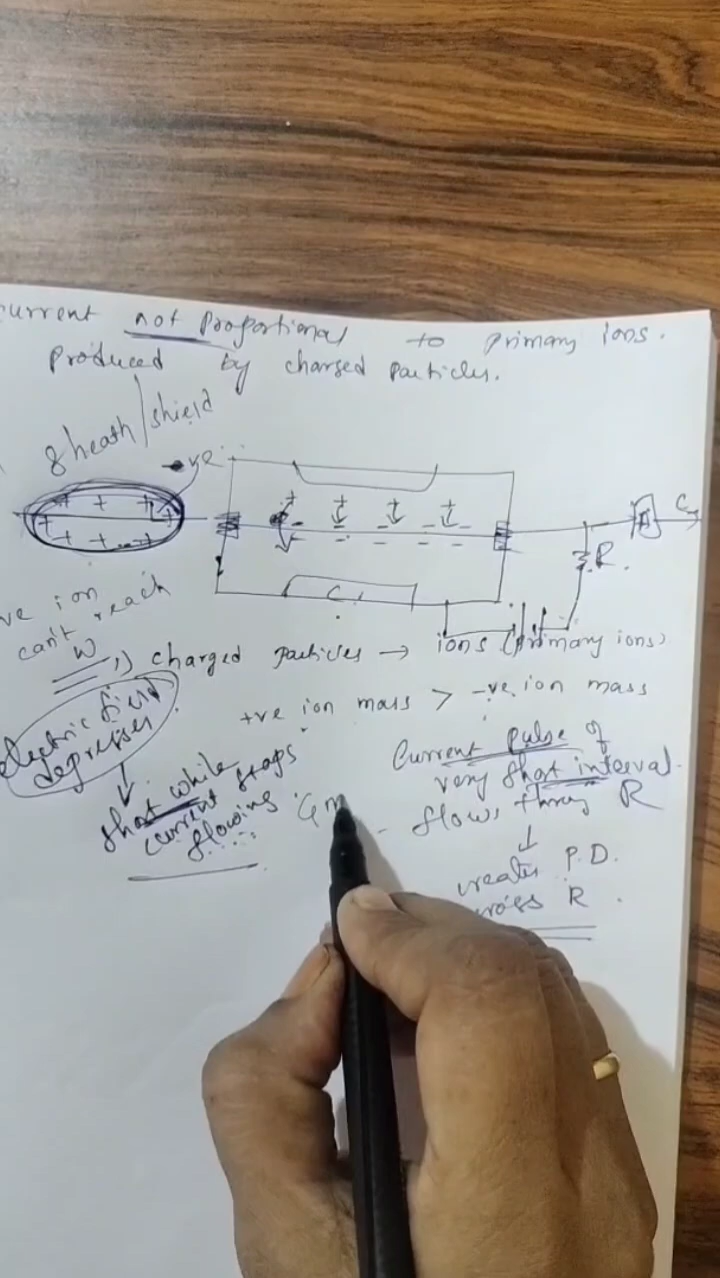 current not proportional to primary ions.
produced by charged particles.
sheath/shield
-ve
+ + +
+ + +
+ + + +
- - - -
C
A
R.
C
ve ion
can't reach
W
1) charged particles → ions (primary ions)
+ve ion mass > -ve ion mass
electric field
depresses
short while
current stops
flowing
Current pulse of
very short interval
flows through R
creates P.D.
across R.
GM